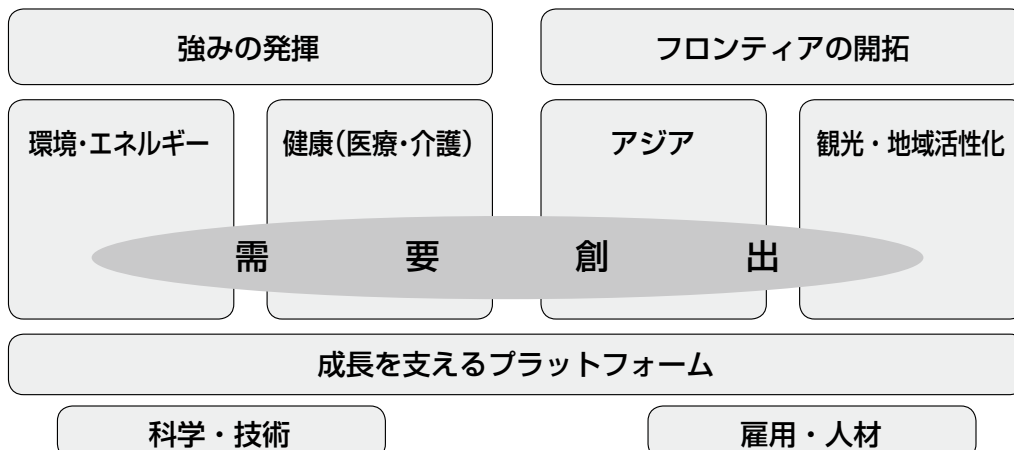 強みの発揮
フロンティアの開拓
環境・エネルギー
健康(医療・介護)
アジア
観光・地域活性化
需要創出
成長を支えるプラットフォーム
科学・技術
雇用・人材